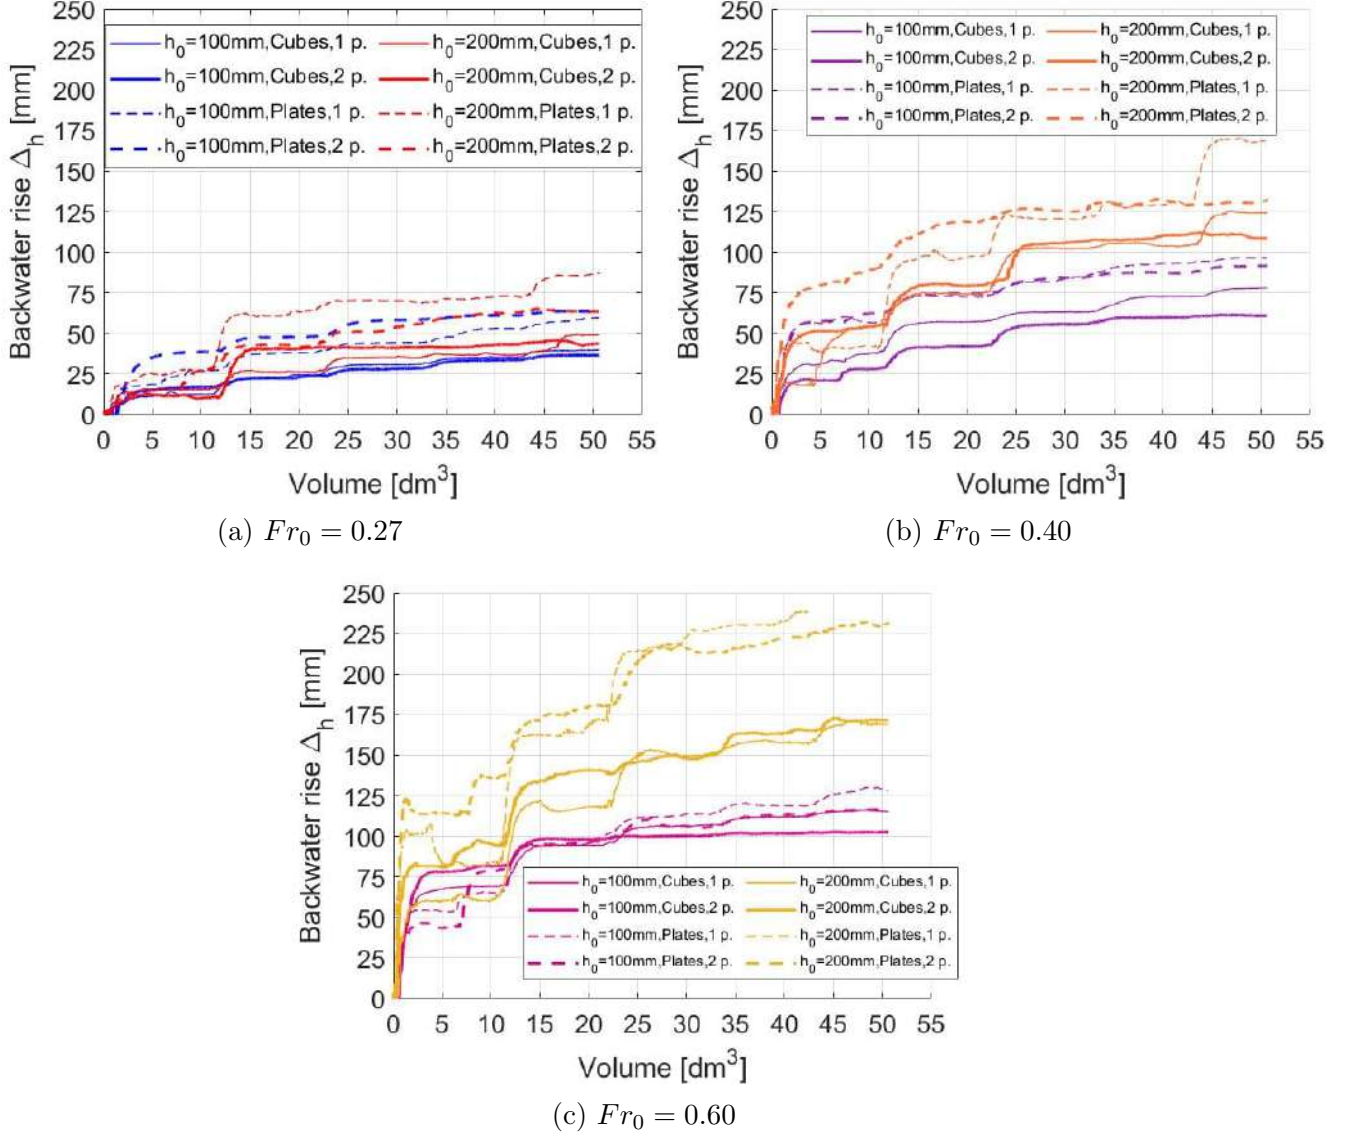 250
225
200
175
150
125
100
75
50
25
0
Backwater rise Δh [mm]
h0=100mm,Cubes,1 p. h0=200mm,Cubes,1 p.
h0=100mm,Cubes,2 p. h0=200mm,Cubes,2 p.
h0=100mm,Plates,1 p. h0=200mm,Plates,1 p.
h0=100mm,Plates,2 p. h0=200mm,Plates,2 p.
0 5 10 15 20 25 30 35 40 45 50 55
Volume [dm3]
(a) Fr0 = 0.27
250
225
200
175
150
125
100
75
50
25
0
Backwater rise Δh [mm]
h0=100mm,Cubes,1 p. h0=200mm,Cubes,1 p.
h0=100mm,Cubes,2 p. h0=200mm,Cubes,2 p.
h0=100mm,Plates,1 p. h0=200mm,Plates,1 p.
h0=100mm,Plates,2 p. h0=200mm,Plates,2 p.
0 5 10 15 20 25 30 35 40 45 50 55
Volume [dm3]
(b) Fr0 = 0.40
250
225
200
175
150
125
100
75
50
25
0
Backwater rise Δh [mm]
h0=100mm,Cubes,1 p. h0=200mm,Cubes,1 p.
h0=100mm,Cubes,2 p. h0=200mm,Cubes,2 p.
h0=100mm,Plates,1 p. h0=200mm,Plates,1 p.
h0=100mm,Plates,2 p. h0=200mm,Plates,2 p.
0 5 10 15 20 25 30 35 40 45 50 55
Volume [dm3]
(c) Fr0 = 0.60